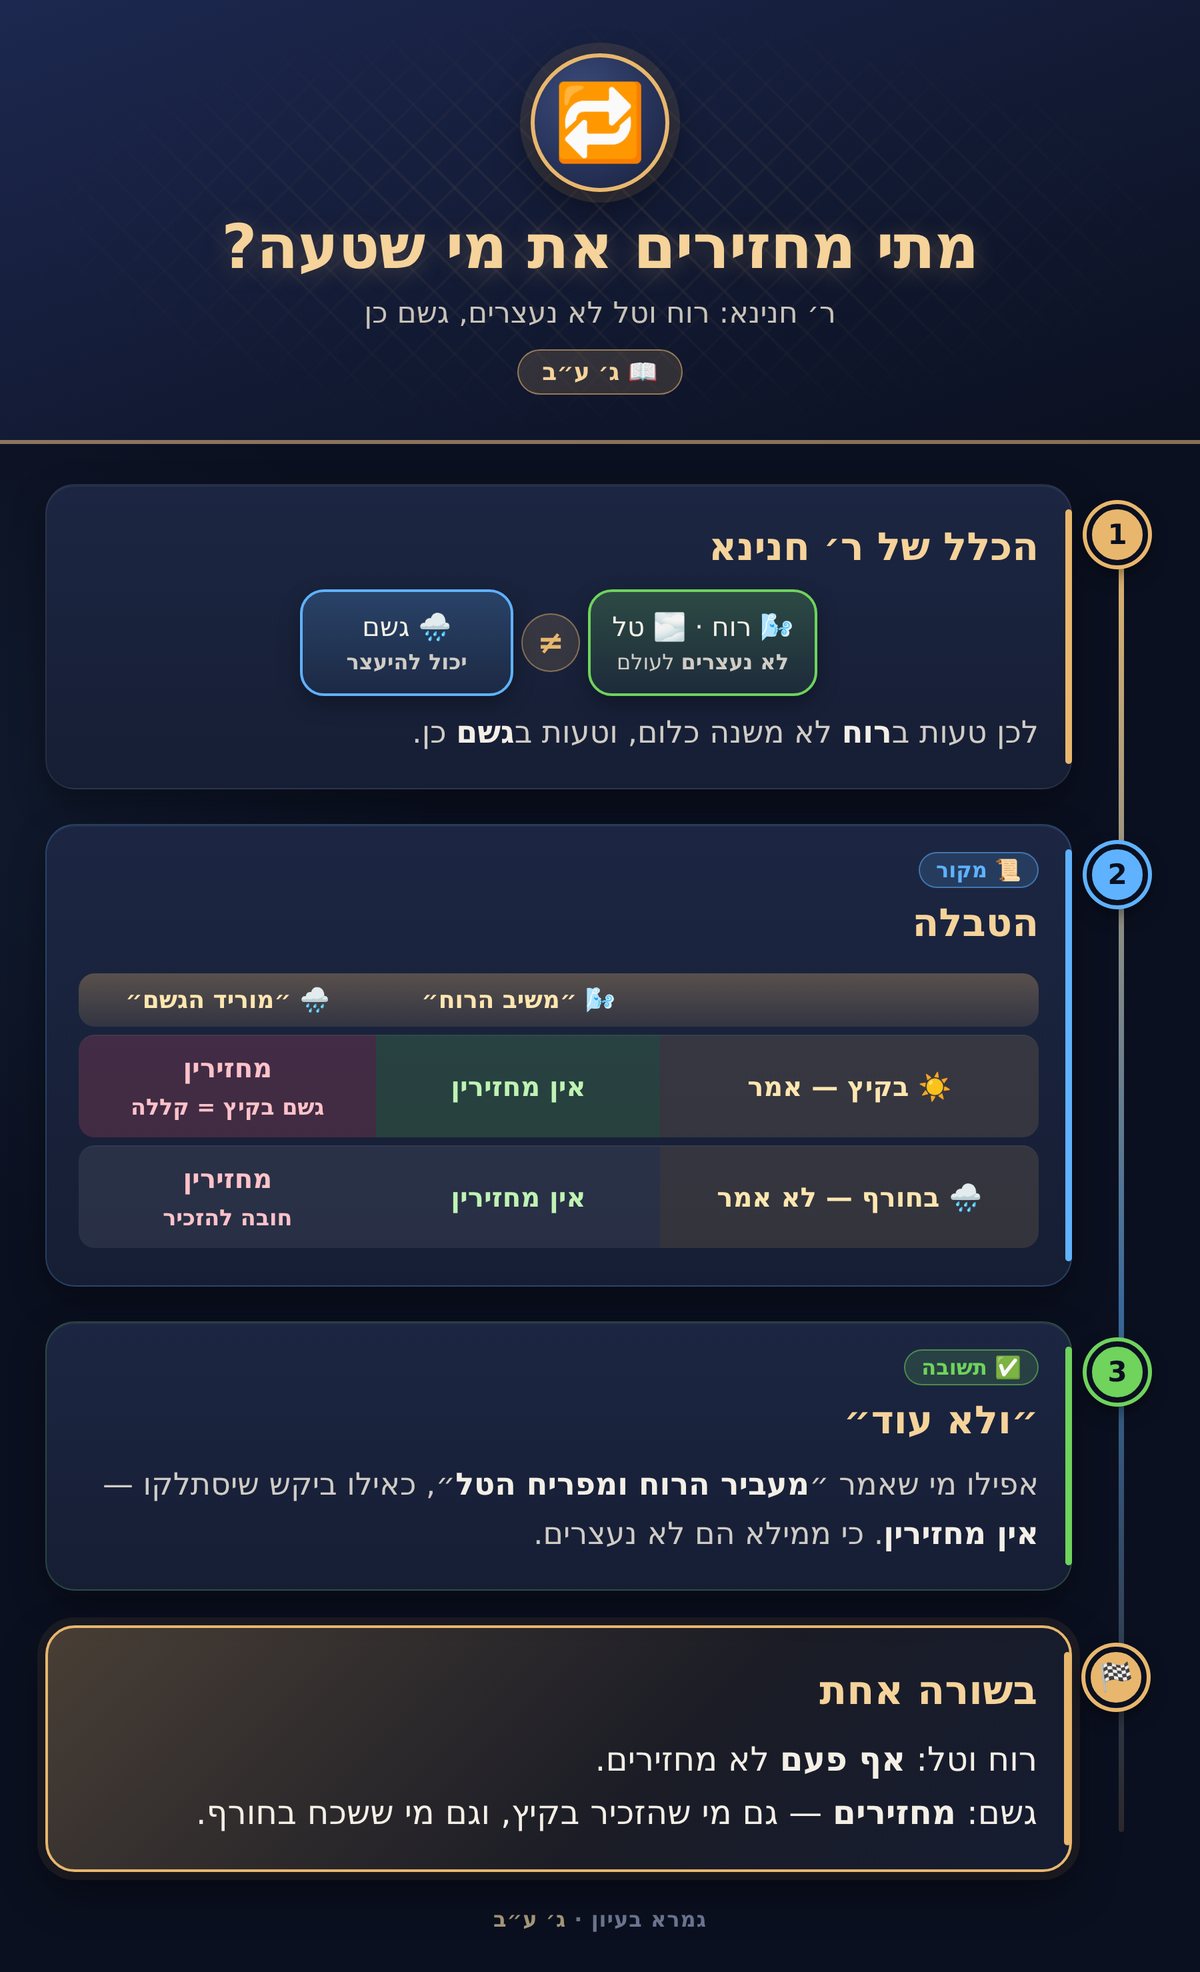 מתי מחזירים את מי שטעה?
ר׳ חנינא: רוח וטל לא נעצרים, גשם כן
ג׳ ע״ב
1
הכלל של ר׳ חנינא
רוח · טל
לא נעצרים לעולם
≠
גשם
יכול להיעצר
לכן טעות ברוח לא משנה כלום, וטעות בגשם כן.
2
מקור
הטבלה
״משיב הרוח״ ״מוריד הגשם״
בקיץ — אמר
אין מחזירין
מחזירין
גשם בקיץ = קללה
בחורף — לא אמר
אין מחזירין
מחזירין
חובה להזכיר
3
תשובה
״ולא עוד״
אפילו מי שאמר ״מעביר הרוח ומפריח הטל״, כאילו ביקש שיסתלקו —
אין מחזירין. כי ממילא הם לא נעצרים.
בשורה אחת
רוח וטל: אף פעם לא מחזירים.
גשם: מחזירים — גם מי שהזכיר בקיץ, וגם מי ששכח בחורף.
גמרא בעיון · ג׳ ע״ב